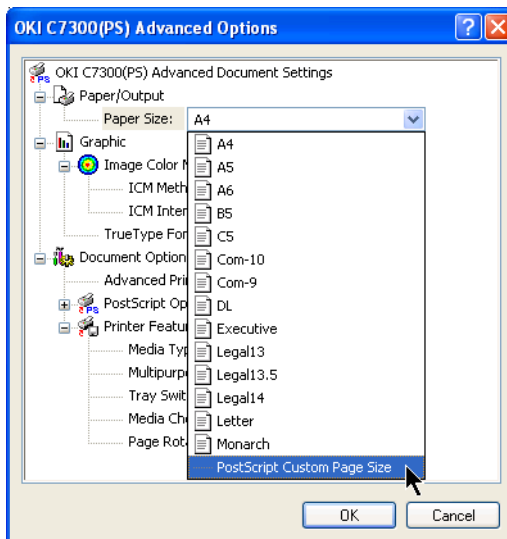 OKI C7300(PS) Advanced Options
OKI C7300(PS) Advanced Document Settings
Paper/Output
Paper Size: A4
Graphic
A4
Image Color M
A5
ICM Meth
A6
ICM Inter
B5
TrueType For
C5
Document Option
Com-10
Advanced Pri
Com-9
PostScript Op
DL
Printer Featu
Executive
Media Typ
Legal13
Multipurp
Legal13.5
Tray Swit
Legal14
Media Ch
Letter
Page Rot
Monarch
PostScript Custom Page Size
OK Cancel